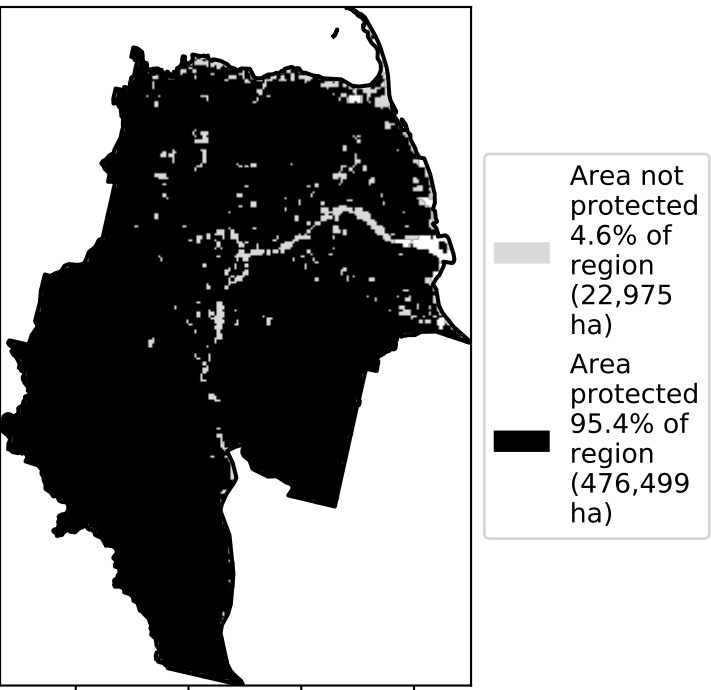 Area not
protected
4.6% of
region
(22,975
ha)
Area
protected
95.4% of
region
(476,499
ha)